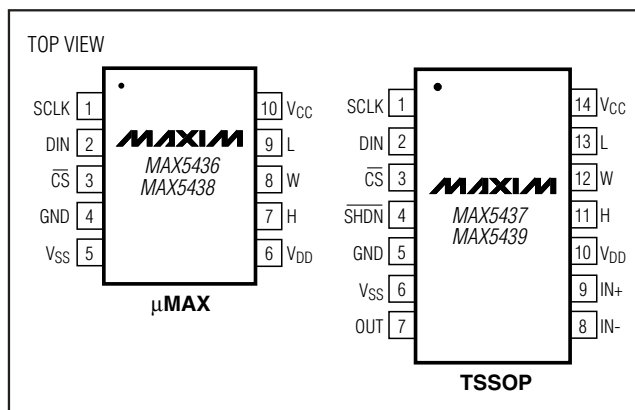 TOP VIEW
SCLK 1
DIN 2
CS 3
GND 4
VSS 5
10 VCC
9 L
8 W
7 H
6 VDD
MAXIM
MAX5436
MAX5438
µMAX
SCLK 1
DIN 2
CS 3
SHDN 4
GND 5
VSS 6
OUT 7
14 VCC
13 L
12 W
11 H
10 VDD
9 IN+
8 IN-
MAXIM
MAX5437
MAX5439
TSSOP